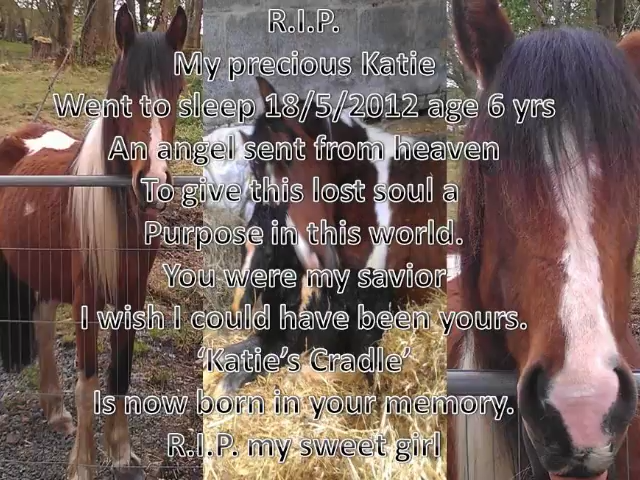 R.I.P.
My precious Katie
Went to sleep 18/5/2012 age 6 yrs
An angel sent from heaven
To give this lost soul a
Purpose in this world.
You were my savior
I wish I could have been yours.
‘Katie’s Cradle’
Is now born in your memory.
R.I.P. my sweet girl